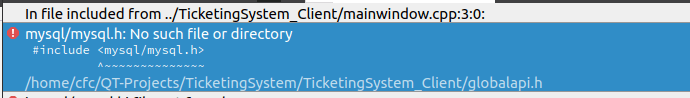 In file included from ../TicketingSystem_Client/mainwindow.cpp:3:0:
mysql/mysql.h: No such file or directory
#include <mysql/mysql.h>
^~~~~~~~~~~~~~~
/home/cfc/QT-Projects/TicketingSystem/TicketingSystem_Client/globalapi.h